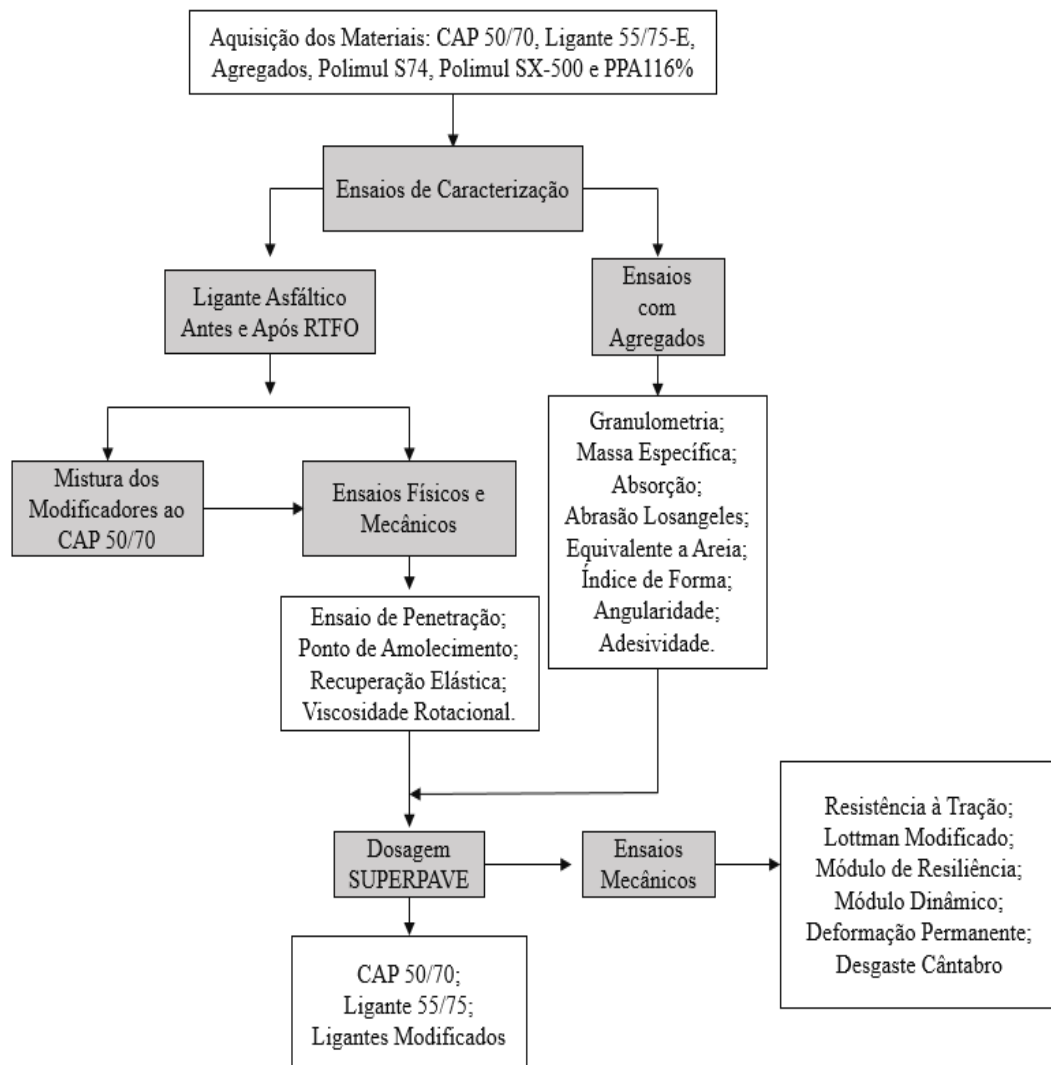 Aquisição dos Materiais: CAP 50/70, Ligante 55/75-E,
Agregados, Polimul S74, Polimul SX-500 e PPA116%
Ensaios de Caracterização
Ligante Asfáltico
Antes e Após RTFO
Ensaios
com
Agregados
Mistura dos
Modificadores ao
CAP 50/70
Ensaios Físicos e
Mecânicos
Granulometria;
Massa Específica;
Absorção;
Abrasão Losangeles;
Equivalente a Areia;
Índice de Forma;
Angularidade;
Adesividade.
Ensaio de Penetração;
Ponto de Amolecimento;
Recuperação Elástica;
Viscosidade Rotacional.
Dosagem
SUPERPAVE
Ensaios
Mecânicos
Resistência à Tração;
Lottman Modificado;
Módulo de Resiliência;
Módulo Dinâmico;
Deformação Permanente;
Desgaste Cântabro
CAP 50/70;
Ligante 55/75;
Ligantes Modificados